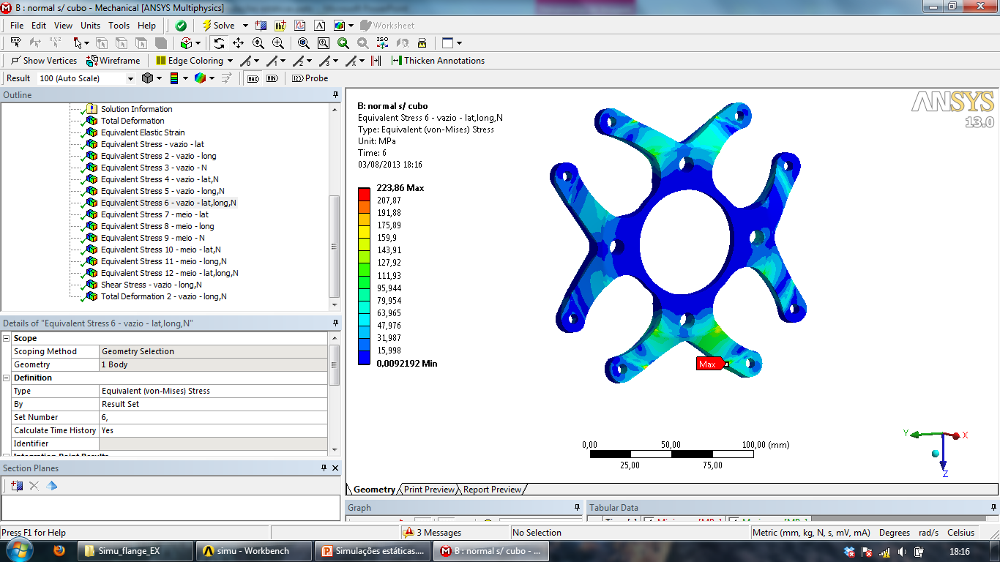 B : normal s/ cubo - Mechanical [ANSYS Multiphysics]
File Edit View Units Tools Help Solve Worksheet
Show Vertices Wireframe Edge Coloring Thicken Annotations
Result 100 (Auto Scale) MAX MIN Probe
Outline
Solution Information
Total Deformation
Equivalent Elastic Strain
Equivalent Stress - vazio - lat
Equivalent Stress 2 - vazio - long
Equivalent Stress 3 - vazio - N
Equivalent Stress 4 - vazio - lat,N
Equivalent Stress 5 - vazio - long,N
Equivalent Stress 6 - vazio - lat,long,N
Equivalent Stress 7 - meio - lat
Equivalent Stress 8 - meio - long
Equivalent Stress 9 - meio - N
Equivalent Stress 10 - meio - lat,N
Equivalent Stress 11 - meio - long,N
Equivalent Stress 12 - meio - lat,long,N
Shear Stress - vazio - long,N
Total Deformation 2 - vazio - long,N
Details of "Equivalent Stress 6 - vazio - lat,long,N"
Scope
Scoping Method Geometry Selection
Geometry 1 Body
Definition
Type Equivalent (von-Mises) Stress
By Result Set
Set Number 6,
Calculate Time History Yes
Identifier
Integration Point Results
Section Planes
B: normal s/ cubo
Equivalent Stress 6 - vazio - lat,long,N
Type: Equivalent (von-Mises) Stress
Unit: MPa
Time: 6
03/08/2013 18:16
223,86 Max
207,87
191,88
175,89
159,9
143,91
127,92
111,93
95,944
79,954
63,965
47,976
31,987
15,998
0,0092192 Min
ANSYS
13.0
Max
0,00 50,00 100,00 (mm)
25,00 75,00
Y X
Z
Geometry Print Preview Report Preview
Graph Tabular Data
Press F1 for Help 3 Messages No Selection Metric (mm, kg, N, s, mV, mA) Degrees rad/s Celsius
Simu_flange_EX simu - Workbench Simulações estáticas.... B : normal s/ cubo - ... 18:16